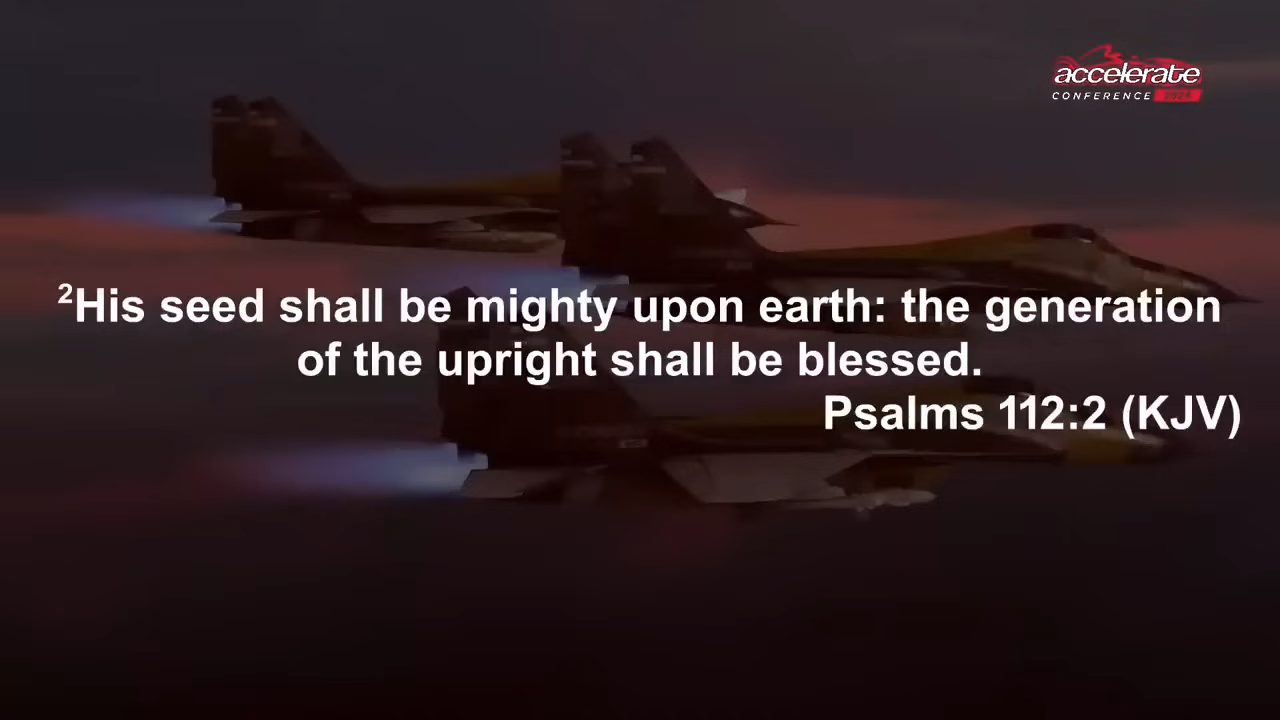 accelerate
CONFERENCE
²His seed shall be mighty upon earth: the generation
of the upright shall be blessed.
Psalms 112:2 (KJV)